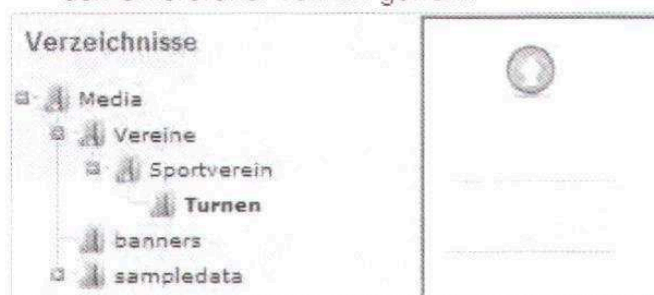 Verzeichnisse
Media
Vereine
Sportverein
Turnen
banners
sampledata